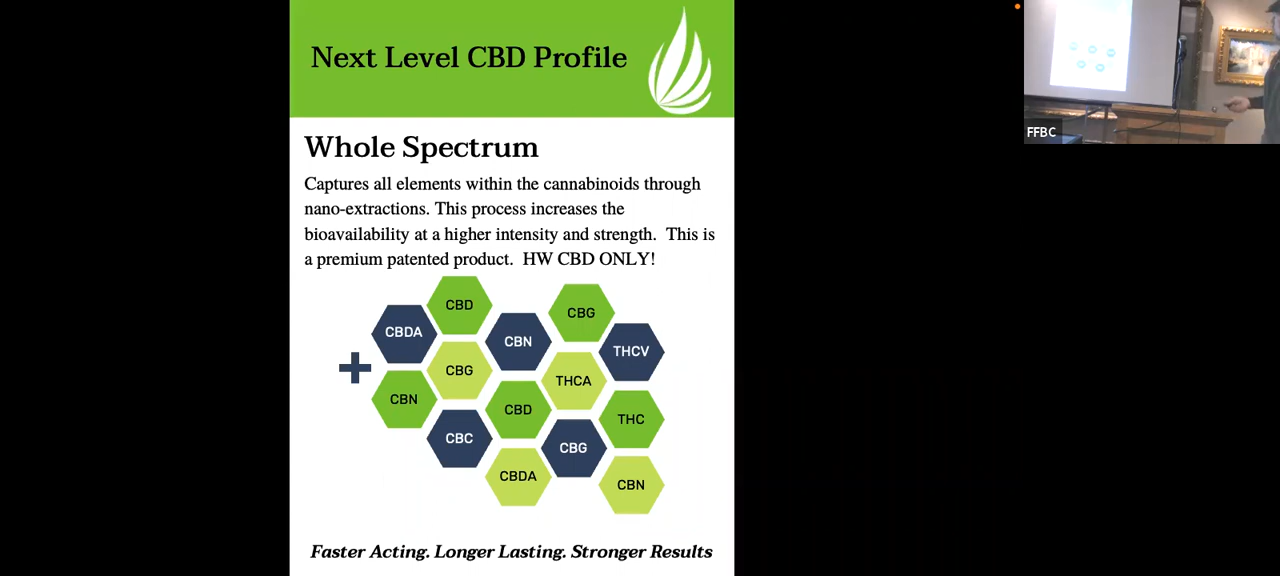 Next Level CBD Profile
Whole Spectrum
Captures all elements within the cannabinoids through
nano-extractions. This process increases the
bioavailability at a higher intensity and strength.  This is
a premium patented product.  HW CBD ONLY!
CBD
CBG
CBDA
CBN
THCV
+
CBG
THCA
CBN
CBD
THC
CBC
CBG
CBDA
CBN
Faster Acting. Longer Lasting. Stronger Results
FFBC